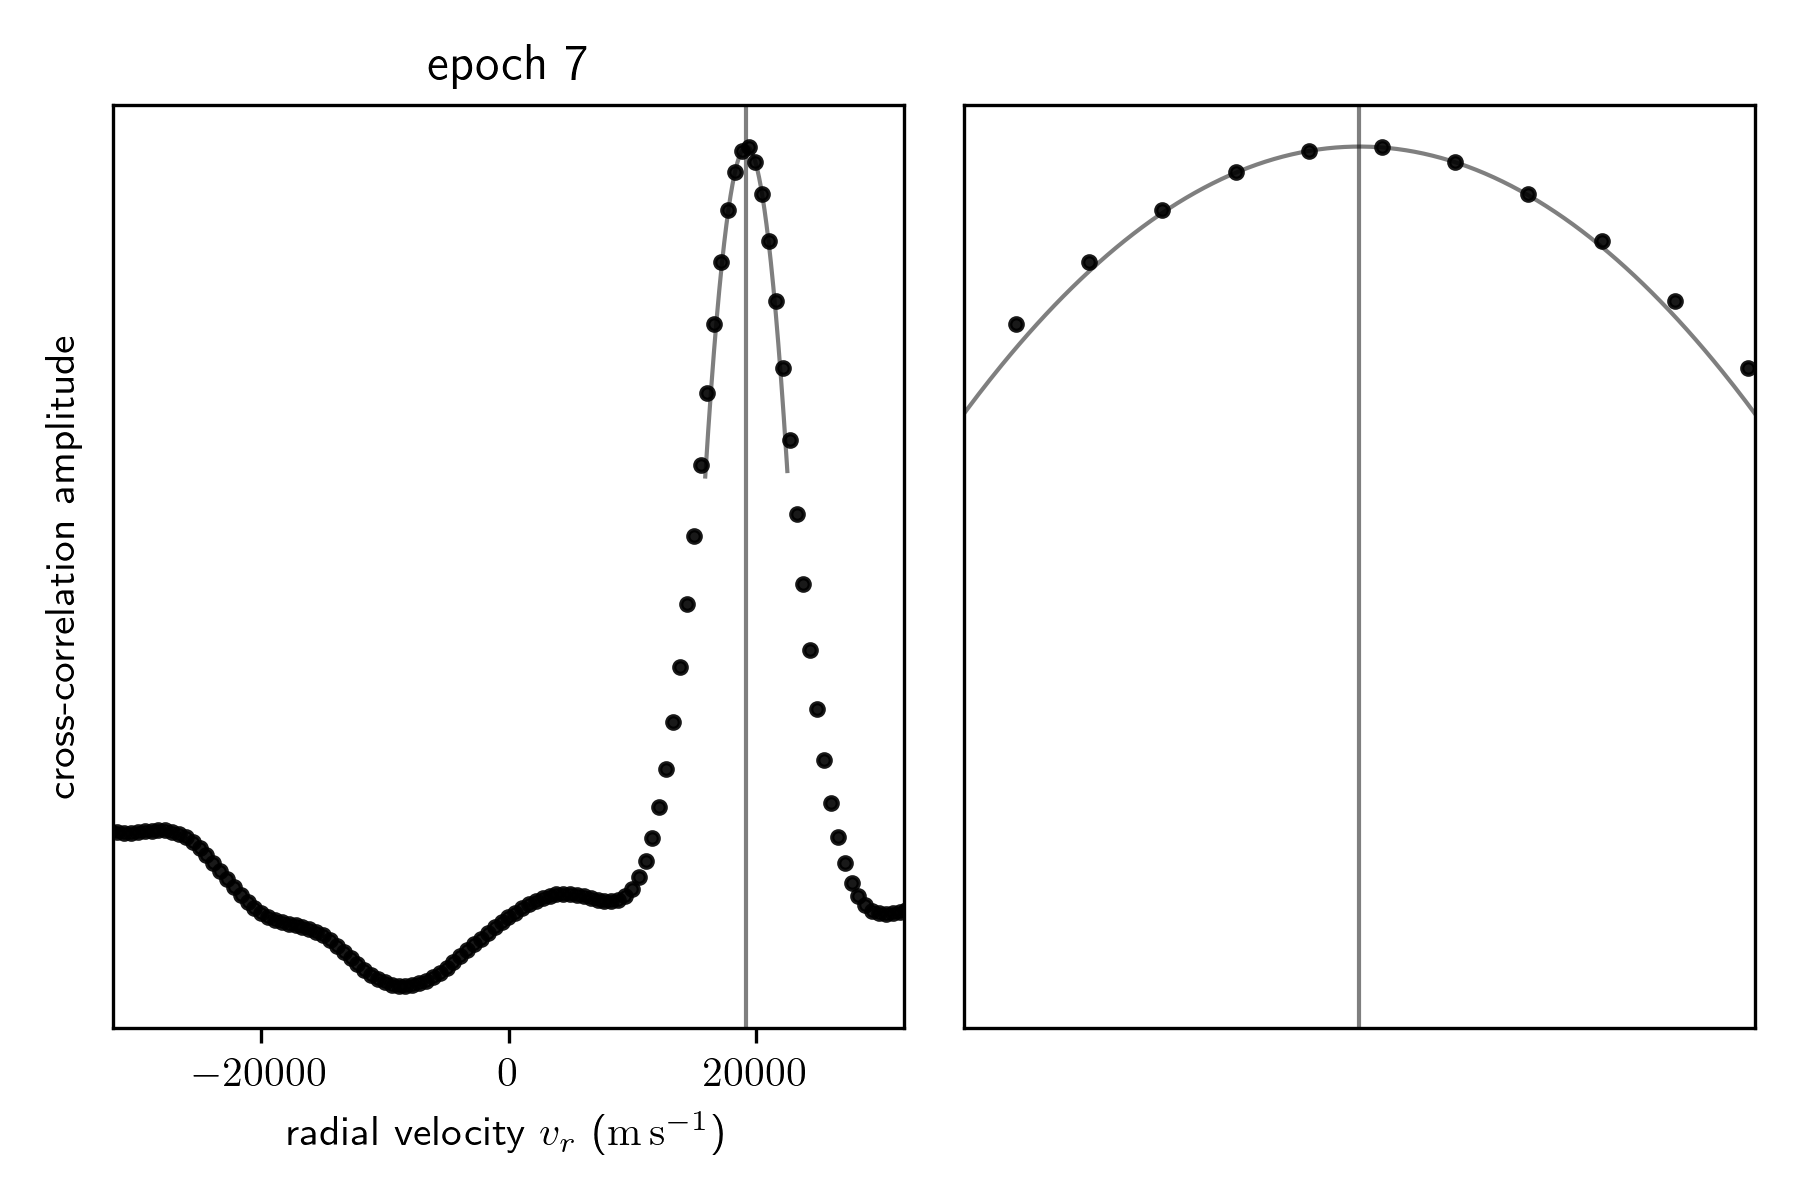 epoch 7
cross-correlation amplitude
−20000
0
20000
radial velocity $v_r$ (m s⁻¹)